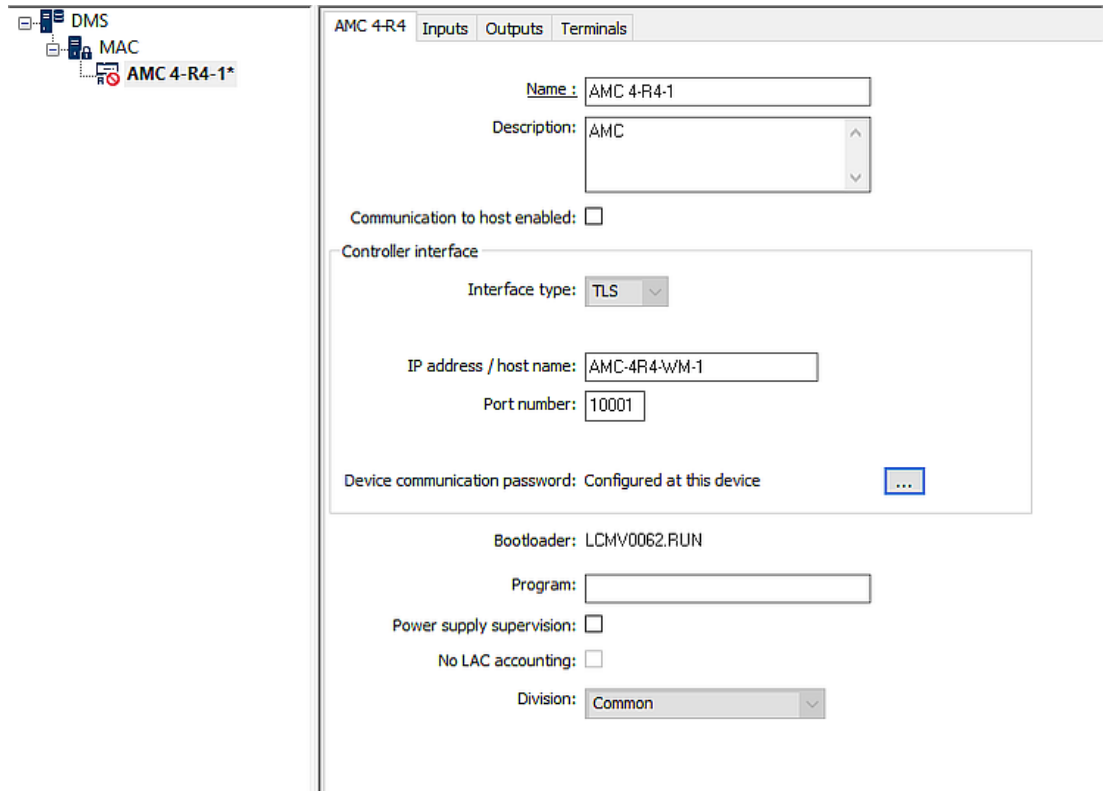 DMS
MAC
AMC 4-R4-1*
AMC 4-R4 Inputs Outputs Terminals
Name : AMC 4-R4-1
Description: AMC
Communication to host enabled:
Controller interface
Interface type: TLS
IP address / host name: AMC-4R4-WM-1
Port number: 10001
Device communication password: Configured at this device ...
Bootloader: LCMV0062.RUN
Program:
Power supply supervision:
No LAC accounting:
Division: Common